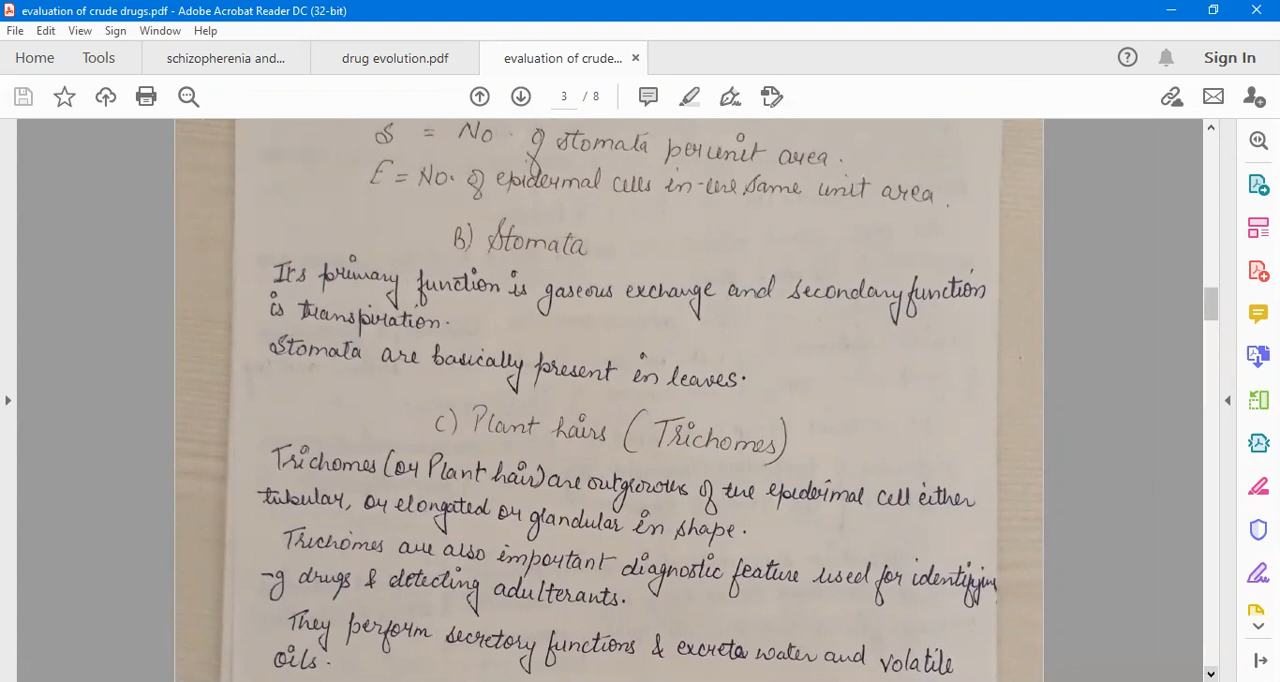 evaluation of crude drugs.pdf - Adobe Acrobat Reader DC (32-bit)
File Edit View Sign Window Help
Home Tools schizopherenia and... drug evolution.pdf evaluation of crude... × Sign In
3 / 8
S = No. of stomata per unit area.
E = No. of epidermal cells in the same unit area.
B) Stomata
It's primary function is gaseous exchange and secondary function
is transpiration.
Stomata are basically present in leaves.
C) Plant hairs (Trichomes)
Trichomes (or Plant hair) are outgrowths of the epidermal cell either
tubular, or elongated or glandular in shape.
Trichomes are also important diagnostic feature used for identifyin
-g drugs & detecting adulterants.
They perform secretory functions & excrete water and volatile
oils.